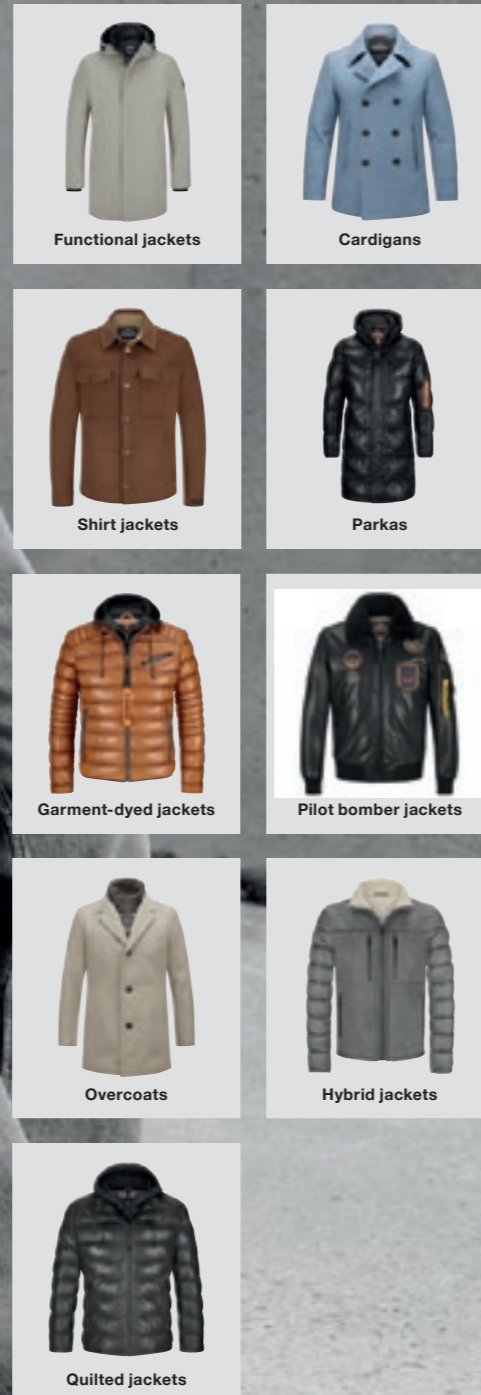 Functional jackets
Cardigans
Shirt jackets
Parkas
Garment-dyed jackets
Pilot bomber jackets
Overcoats
Hybrid jackets
Quilted jackets